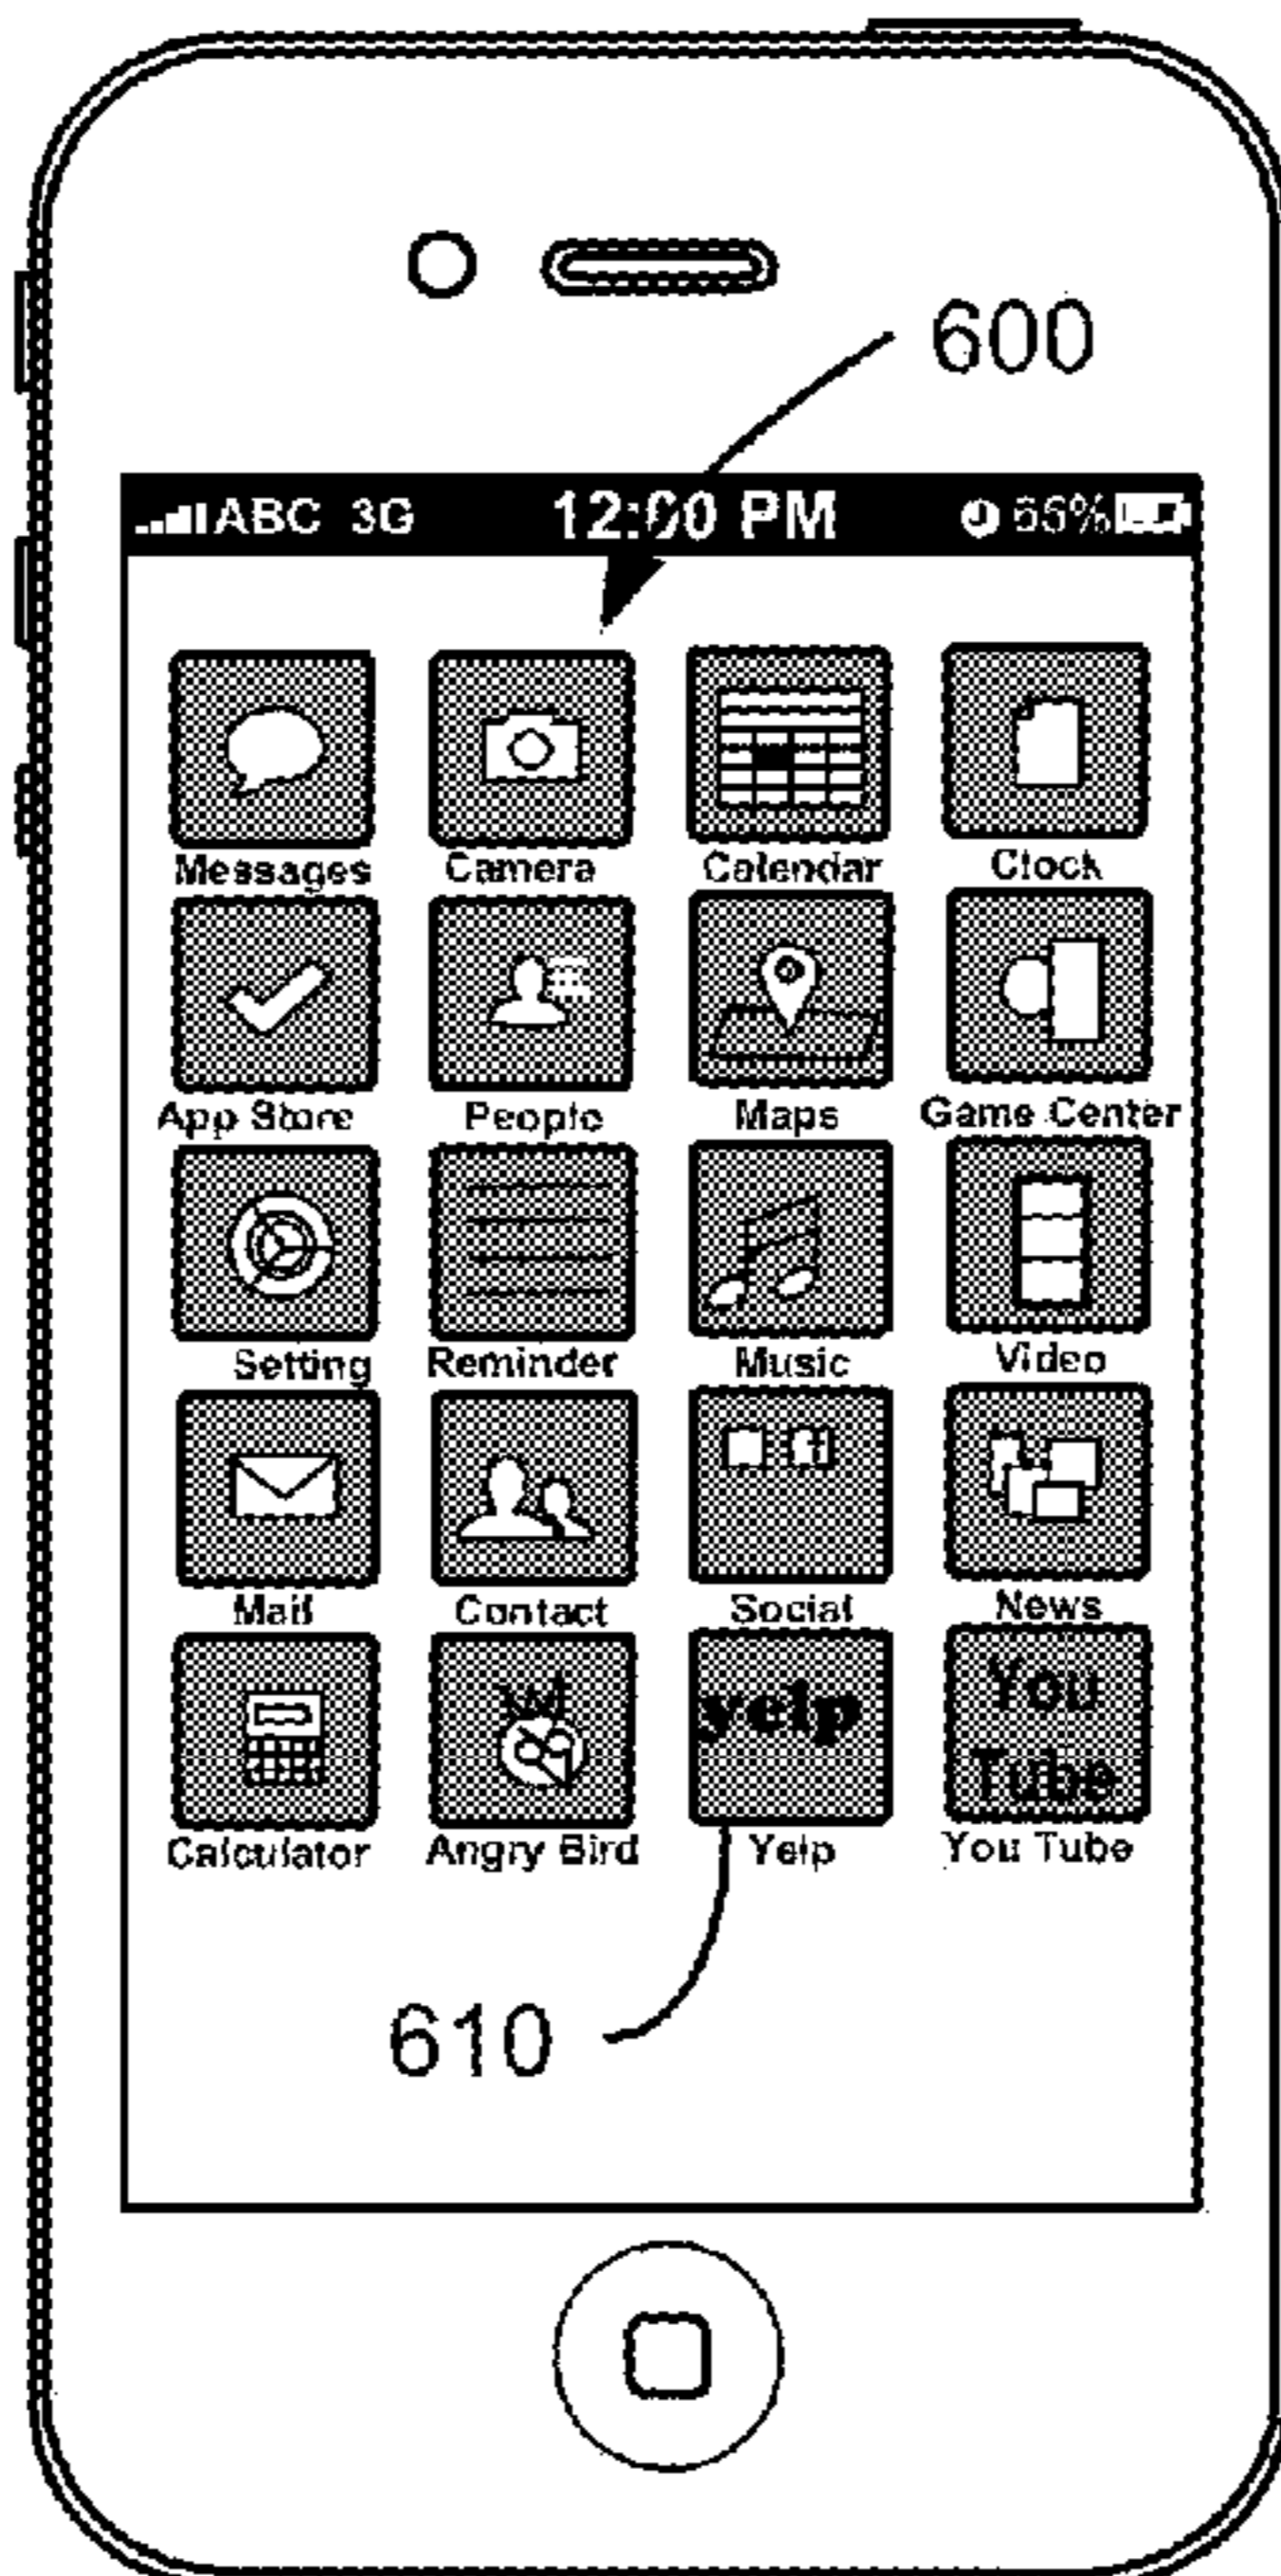 600
ABC 3G 12:00 PM 66%
Messages Camera Calendar Clock
App Store People Maps Game Center
Setting Reminder Music Video
f
Mail Contact Social News
yelp You
Tube
Calculator Angry Bird Yelp You Tube
610